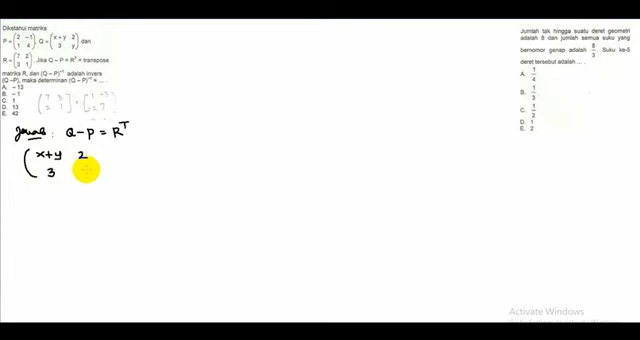 Diketahui matriks
P = (2 −1 1 4), Q = (x + y 2 3 y) dan
R = (7 2 3 1). Jika Q − P = Rᵀ = transpose
matriks R, dan (Q − P)⁻¹ adalah invers
(Q − P), maka determinan (Q − P)⁻¹ = ... .
A. −13
B. −1
C. 1
D. 13
E. 42
Jawab : Q − P = Rᵀ
( x+y 2
3
Jumlah tak hingga suatu deret geometri
adalah 8 dan jumlah semua suku yang
bernomor genap adalah 8/3. Suku ke-5
deret tersebut adalah ... .
A. 1/4
B. 1/3
C. 1/2
D. 1
E. 2
Activate Windows